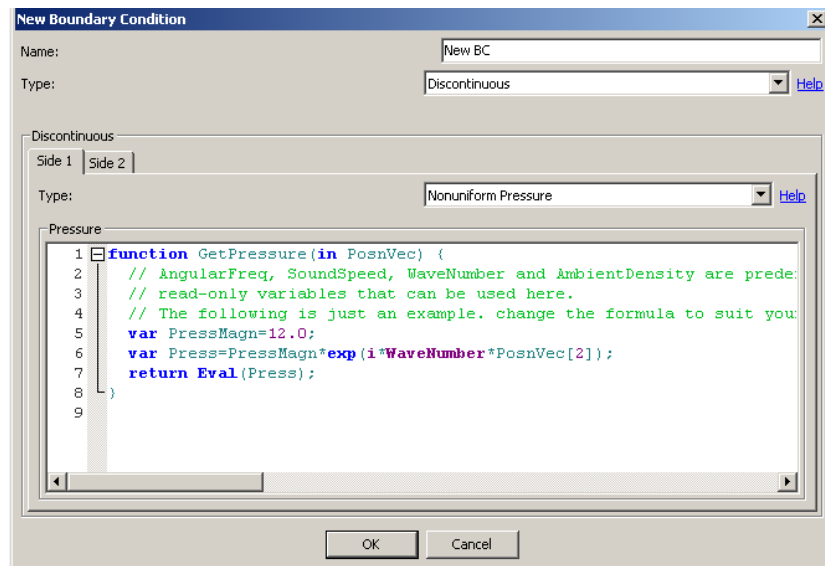 New Boundary Condition
Name:
New BC
Type:
Discontinuous
Help
Discontinuous
Side 1
Side 2
Type:
Nonuniform Pressure
Help
Pressure
1 function GetPressure(in PosnVec) {
2 // AngularFreq, SoundSpeed, WaveNumber and AmbientDensity are prede
3 // read-only variables that can be used here.
4 // The following is just an example. change the formula to suit you
5 var PressMagn=12.0;
6 var Press=PressMagn*exp(i*WaveNumber*PosnVec[2]);
7 return Eval(Press);
8 }
9
OK
Cancel